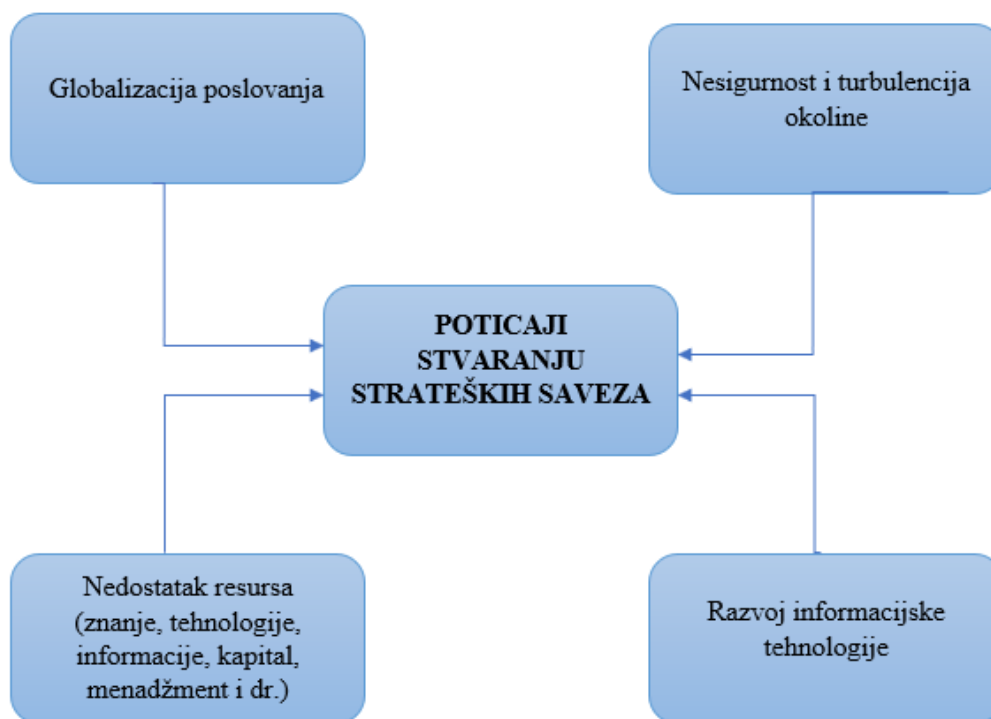 Globalizacija poslovanja
Nesigurnost i turbulencija
okoline
POTICAJI
STVARANJU
STRATEŠKIH SAVEZA
Nedostatak resursa
(znanje, tehnologije,
informacije, kapital,
menadžment i dr.)
Razvoj informacijske
tehnologije